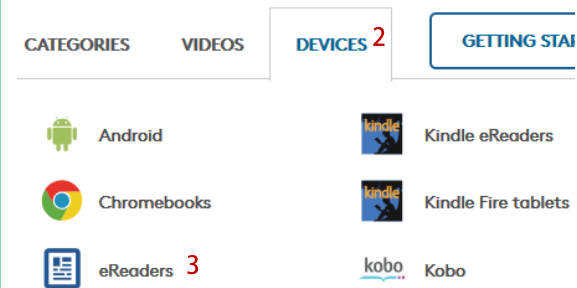 CATEGORIES VIDEOS DEVICES 2 GETTING STAR
Android
kindle Kindle eReaders
Chromebooks
kindle Kindle Fire tablets
eReaders 3
kobo Kobo